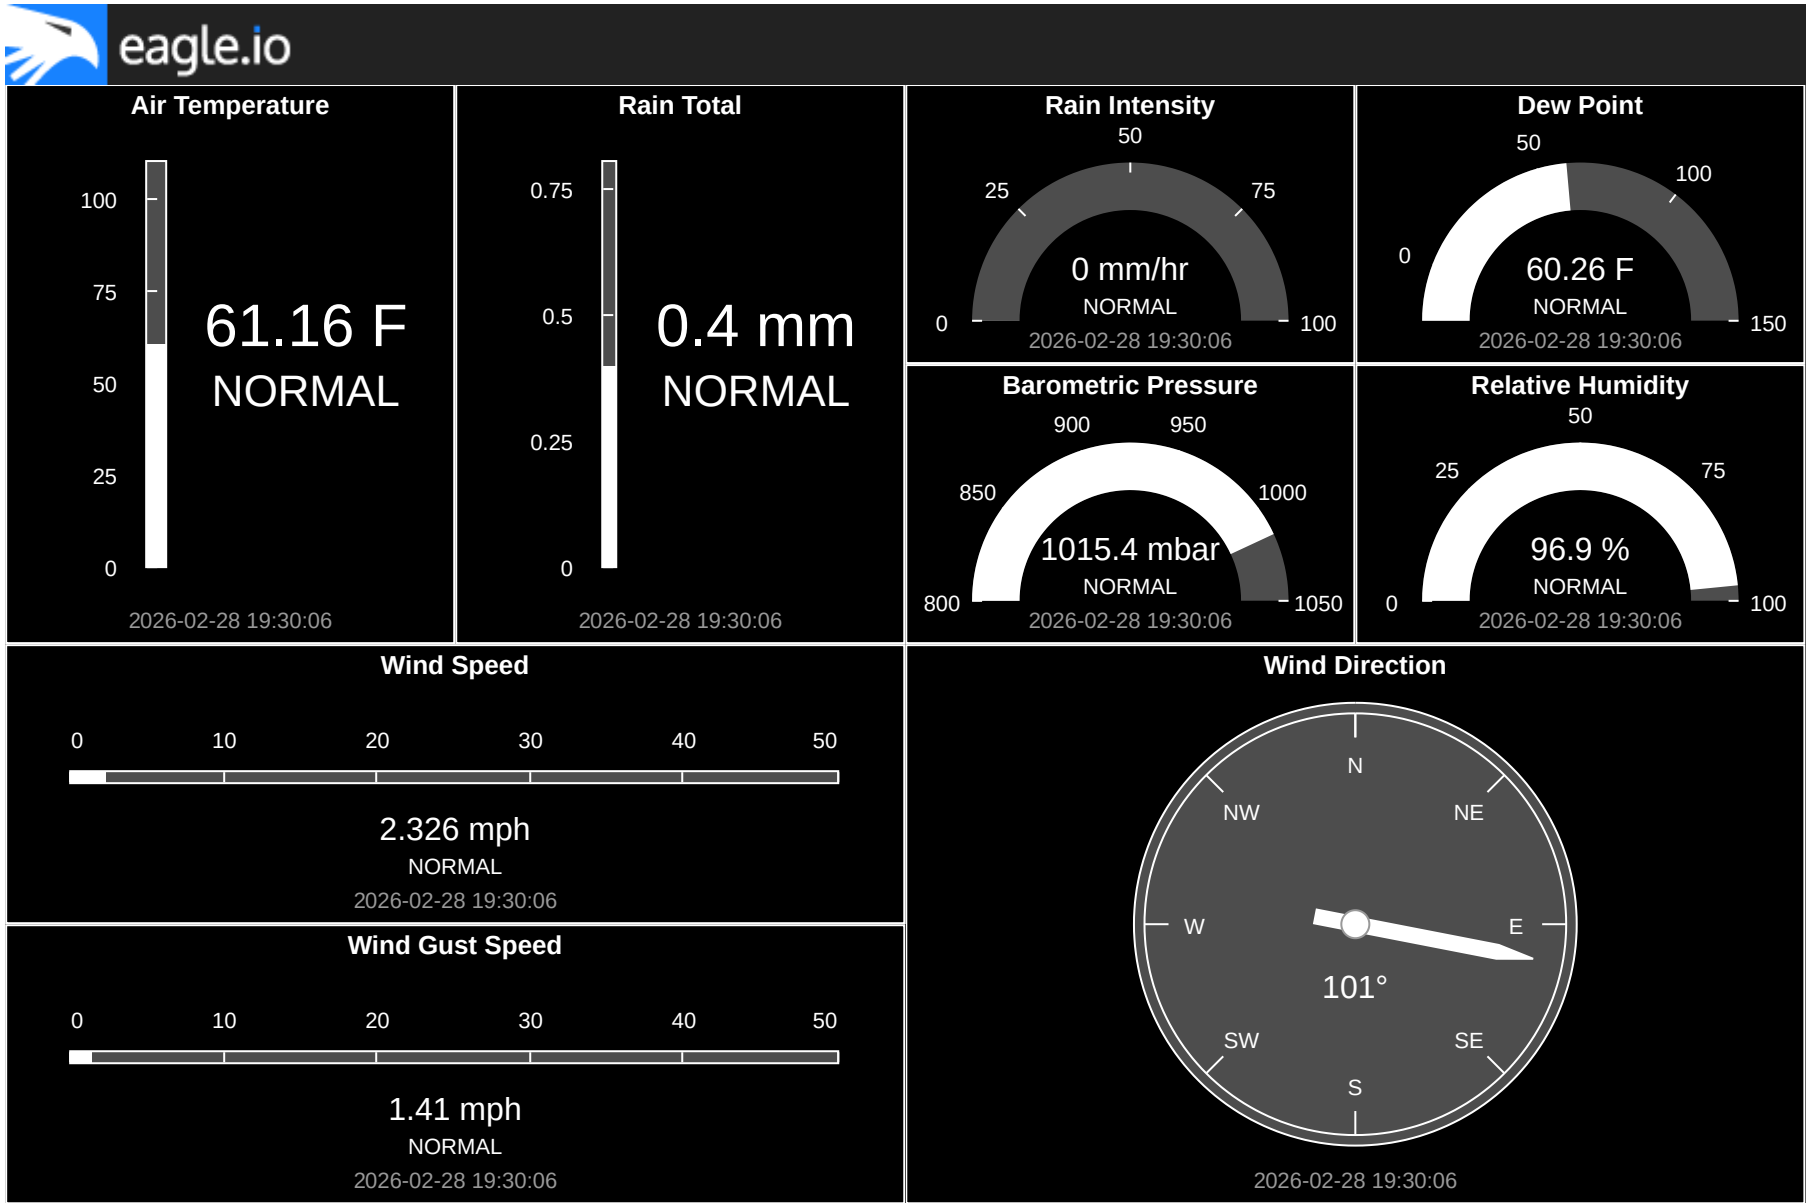 eagle.io
Air Temperature
100
75
50
25
0
61.16 F
NORMAL
2026-02-28 19:30:06
Rain Total
0.75
0.5
0.25
0
0.4 mm
NORMAL
2026-02-28 19:30:06
Rain Intensity
0
25
50
75
100
0 mm/hr
NORMAL
2026-02-28 19:30:06
Dew Point
0
50
100
150
60.26 F
NORMAL
2026-02-28 19:30:06
Barometric Pressure
800
850
900
950
1000
1050
1015.4 mbar
NORMAL
2026-02-28 19:30:06
Relative Humidity
0
25
50
75
100
96.9 %
NORMAL
2026-02-28 19:30:06
Wind Speed
0 10 20 30 40 50
2.326 mph
NORMAL
2026-02-28 19:30:06
Wind Gust Speed
0 10 20 30 40 50
1.41 mph
NORMAL
2026-02-28 19:30:06
Wind Direction
N
NW NE
W E
101°
SW SE
S
2026-02-28 19:30:06